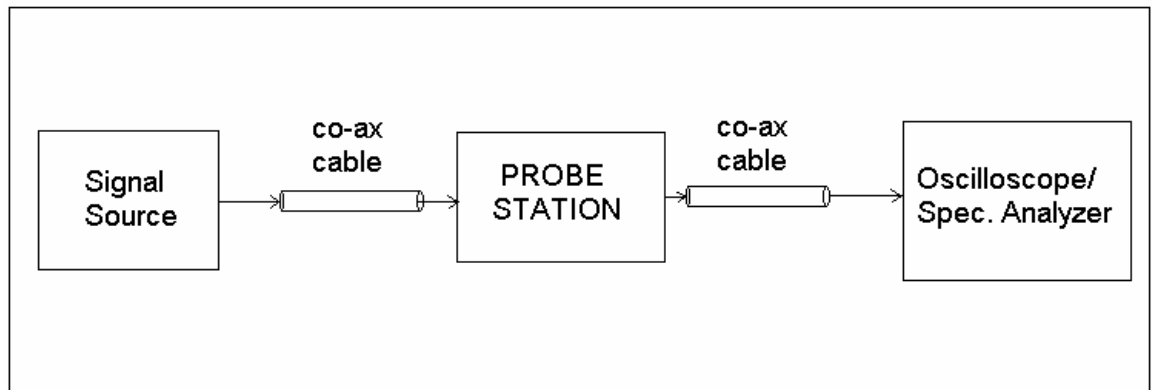 Signal
Source
co-ax
cable
PROBE
STATION
co-ax
cable
Oscilloscope/
Spec. Analyzer